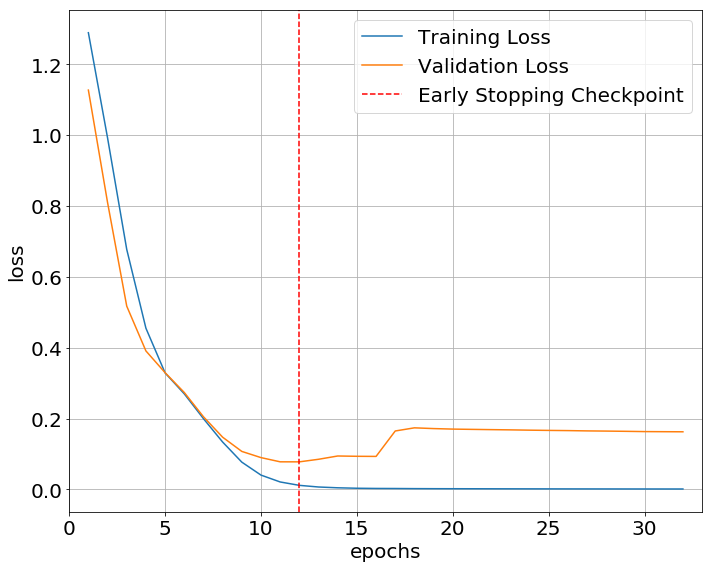 Training Loss
Validation Loss
Early Stopping Checkpoint
1.2
1.0
0.8
0.6
0.4
0.2
0.0
loss
0 5 10 15 20 25 30
epochs